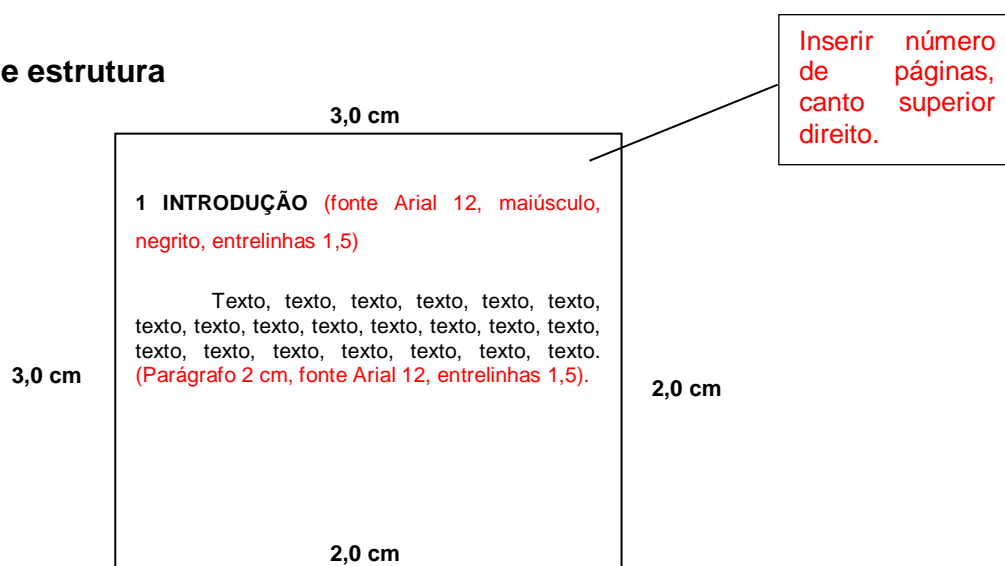 Inserir número
de páginas,
canto superior
direito.
e estrutura
3,0 cm
1 INTRODUÇÃO (fonte Arial 12, maiúsculo,
negrito, entrelinhas 1,5)
Texto, texto, texto, texto, texto, texto,
texto, texto, texto, texto, texto, texto, texto, texto,
texto, texto, texto, texto, texto, texto, texto.
(Parágrafo 2 cm, fonte Arial 12, entrelinhas 1,5).
3,0 cm
2,0 cm
2,0 cm